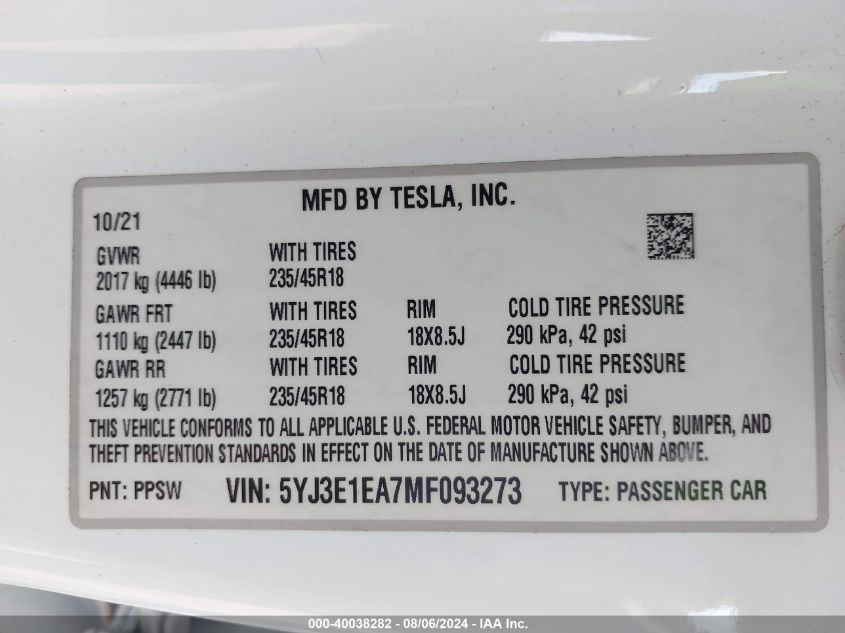 MFD BY TESLA, INC.
10/21
GVWR WITH TIRES
2017 kg (4446 lb) 235/45R18
GAWR FRT WITH TIRES RIM COLD TIRE PRESSURE
1110 kg (2447 lb) 235/45R18 18X8.5J 290 kPa, 42 psi
GAWR RR WITH TIRES RIM COLD TIRE PRESSURE
1257 kg (2771 lb) 235/45R18 18X8.5J 290 kPa, 42 psi
THIS VEHICLE CONFORMS TO ALL APPLICABLE U.S. FEDERAL MOTOR VEHICLE SAFETY, BUMPER, AND
THEFT PREVENTION STANDARDS IN EFFECT ON THE DATE OF MANUFACTURE SHOWN ABOVE.
PNT: PPSW VIN: 5YJ3E1EA7MF093273 TYPE: PASSENGER CAR
000-40038282 - 08/06/2024 - IAA Inc.